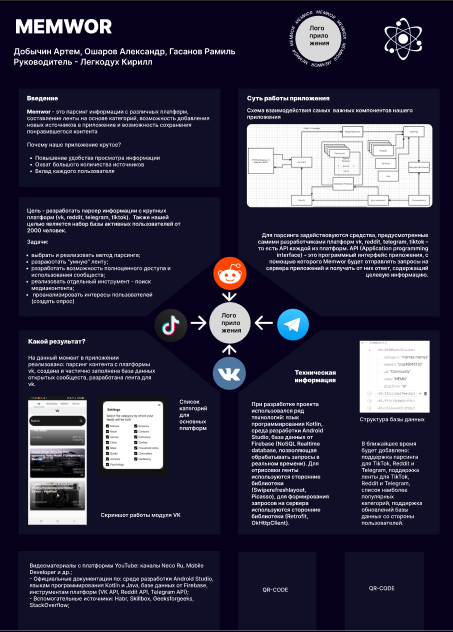 MEMWOR
Добычин Артем, Ошаров Александр, Гасанов Рамиль
Руководитель - Легкодух Кирилл
Лого
прило
жения
MEMWOR MEMWOR MEMWOR MEMWOR MEMWOR
Введение
Memwor - это парсинг информации с различных платформ,
составление ленты на основе категорий, возможность добавления
новых источников в приложение и возможность сохранения
понравившегося контента
Почему наше приложение крутое?
• Повышение удобства просмотра информации
• Охват большого количества источников
• Вклад каждого пользователя
Суть работы приложения
Схема взаимодействия самых важных компонентов нашего
приложения
Для парсинга задействуются средства, предусмотренные
самими разработчиками платформ vk, reddit, telegram, tiktok –
то есть API каждой из платформ. API (Application programming
interface) – это программный интерфейс приложения, с
помощью которого Memwor будет отправлять запросы на
сервера приложений и получать от них ответ, содержащий
целевую информацию.
Цель - разработать парсер информации с крупных
платформ (vk, reddit, telegram, tiktok). Также нашей
целью является набор базы активных пользователей от
2000 человек.
Задачи:
• выбрать и реализовать метод парсинга;
• разработать "умную" ленту;
• разработать возможность полноценного доступа и
использования сообществ;
• реализовать отдельный инструмент - поиск
медиаконтента;
• проанализировать интересы пользователей
(создать опрос)
Лого
прило
жения
Какой результат?
На данный момент в приложении
реализовано: парсинг контента с платформы
vk, создана и частично заполнена база данных
открытых сообществ, разработана лента для
vk.
Settings
Список
категорий
для
основных
платформ
Скриншот работы модуля VK
Техническая
информация
При разработке проекта
использовался ряд
технологий: язык
программирования Kotlin,
среда разработки Android
Studio, база данных от
Firebase (NoSQL Realtime
database, позволяющая
обрабатывать запросы в
реальном времени). Для
отрисовки ленты
используются сторонние
библиотеки
(Swiperefreshlayout,
Picasso), для формирования
запросов на сервера
используются сторонние
библиотеки (Retrofit,
OkHttpClient).
Структура базы данных
В ближайшее время
будет добавлено:
поддержка парсинга
для TikTok, Reddit и
Telegram, поддержка
ленты для TikTok,
Reddit и Telegram,
список наиболее
популярных
категорий, поддержка
обновлений базы
данных со стороны
пользователей.
Видеоматериалы с платформы YouTube: каналы Neco Ru, Mobile
Developer и др.;
- Официальные документации по: среде разработки Android Studio,
языкам программирования Kotlin и Java, базе данных от Firebase,
инструментам платформ (VK API, Reddit API, Telegram API);
- Вспомогательные источники: Habr, Skillbox, Geeksforgeeks,
StackOverflow;
QR-CODE
QR-CODE